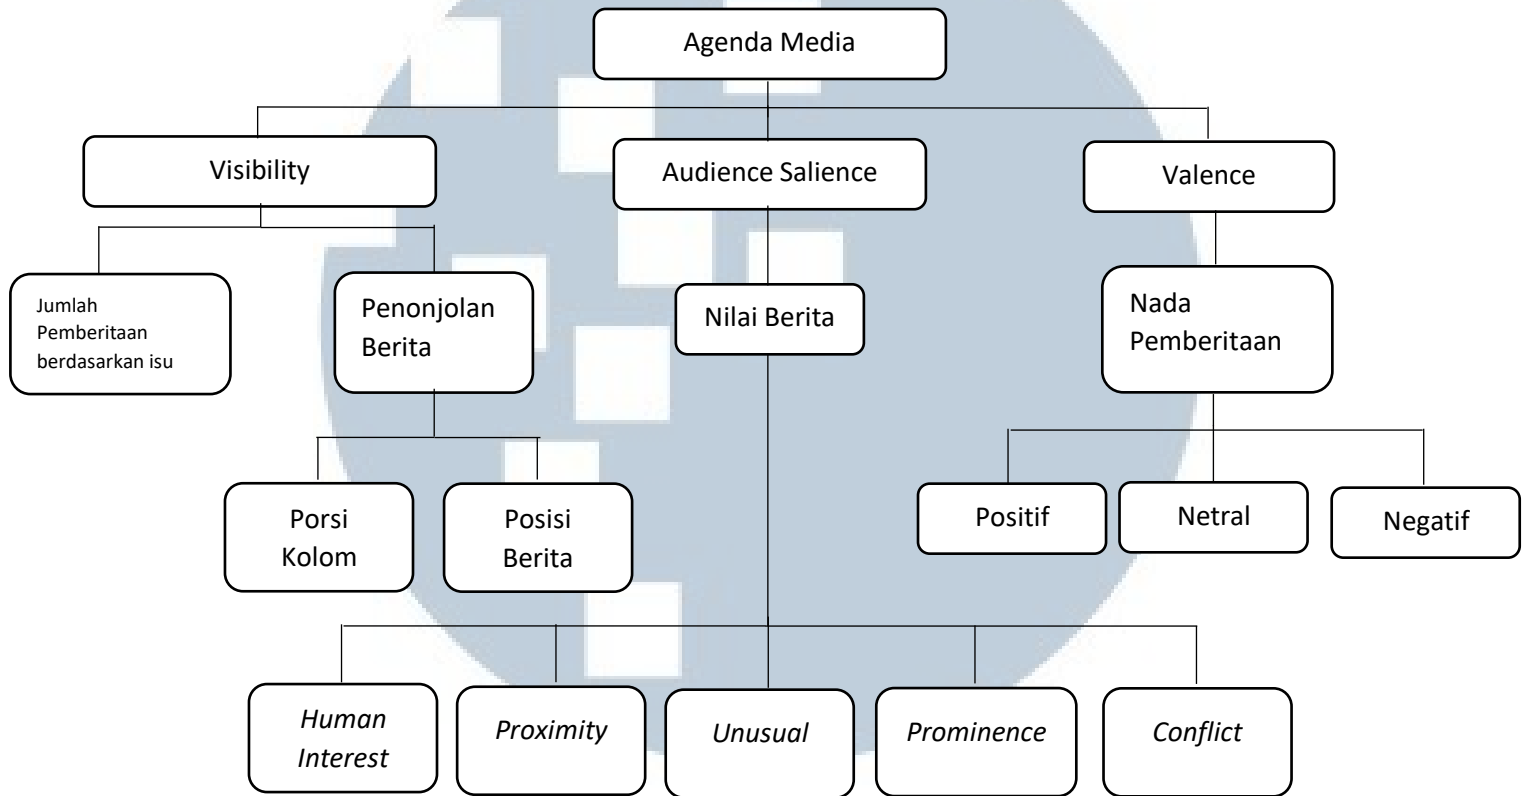 Agenda Media
Visibility
Audience Salience
Valence
Jumlah
Pemberitaan
berdasarkan isu
Penonjolan
Berita
Nilai Berita
Nada
Pemberitaan
Porsi
Kolom
Posisi
Berita
Positif
Netral
Negatif
Human
Interest
Proximity
Unusual
Prominence
Conflict